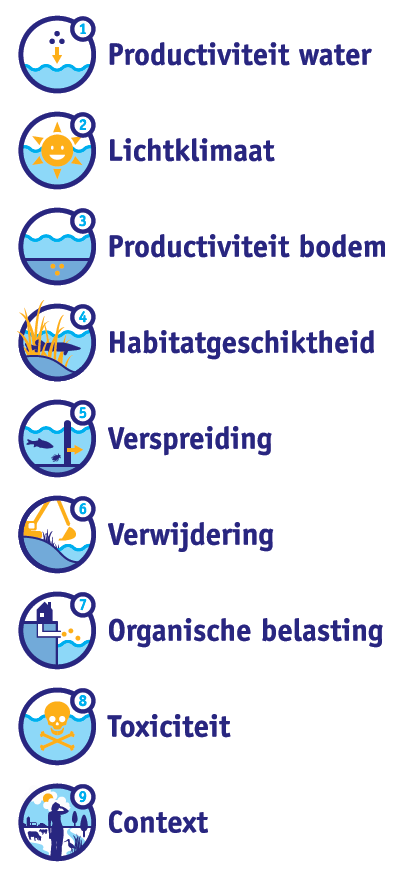 1
Productiviteit water
2
Lichtklimaat
3
Productiviteit bodem
4
Habitatgeschiktheid
5
Verspreiding
6
Verwijdering
7
Organische belasting
8
Toxiciteit
9
Context